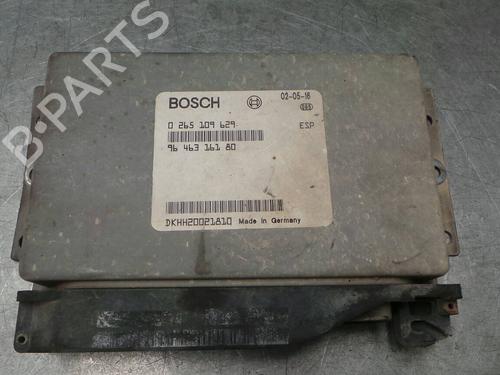 B-PARTS
BOSCH
02-05-16
0 265 109 629
ESP
96 463 161 80
DKHH20021810 Made in Germany